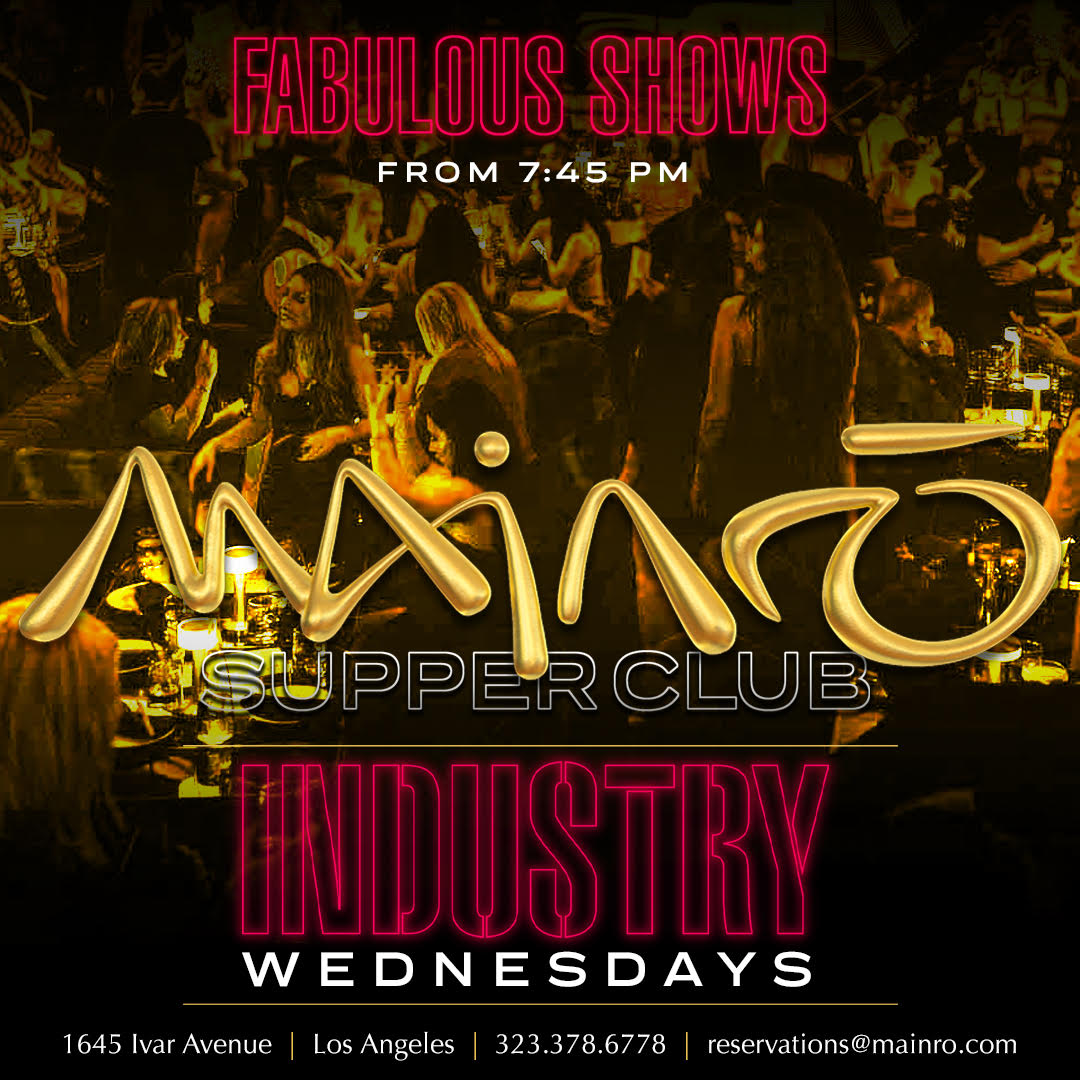 FABULOUS SHOWS
FROM 7:45 PM
MAinrō
SUPPER CLUB
INDUSTRY
WEDNESDAYS
1645 Ivar Avenue | Los Angeles | 323.378.6778 | reservations@mainro.com